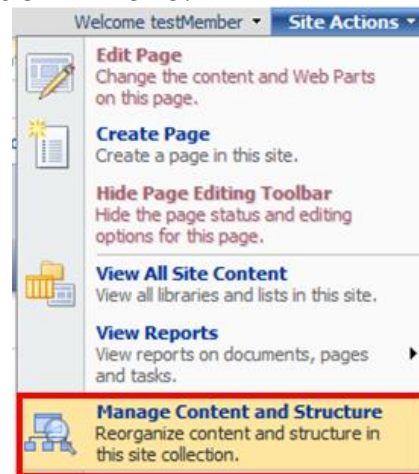 Welcome testMember
Site Actions
Edit Page
Change the content and Web Parts
on this page.
Create Page
Create a page in this site.
Hide Page Editing Toolbar
Hide the page status and editing
options for this page.
View All Site Content
View all libraries and lists in this site.
View Reports
View reports on documents, pages
and tasks.
Manage Content and Structure
Reorganize content and structure in
this site collection.